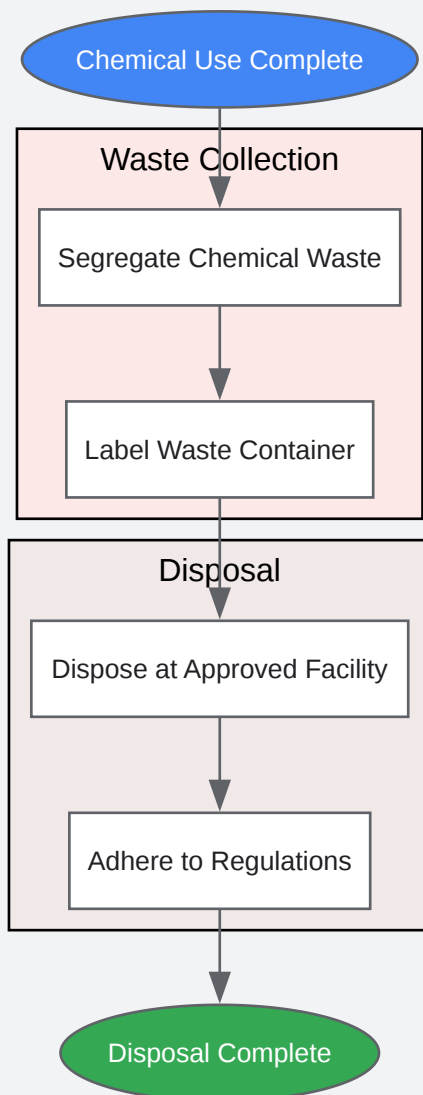 Chemical Use Complete
Waste Collection
Segregate Chemical Waste
Label Waste Container
Disposal
Dispose at Approved Facility
Adhere to Regulations
Disposal Complete